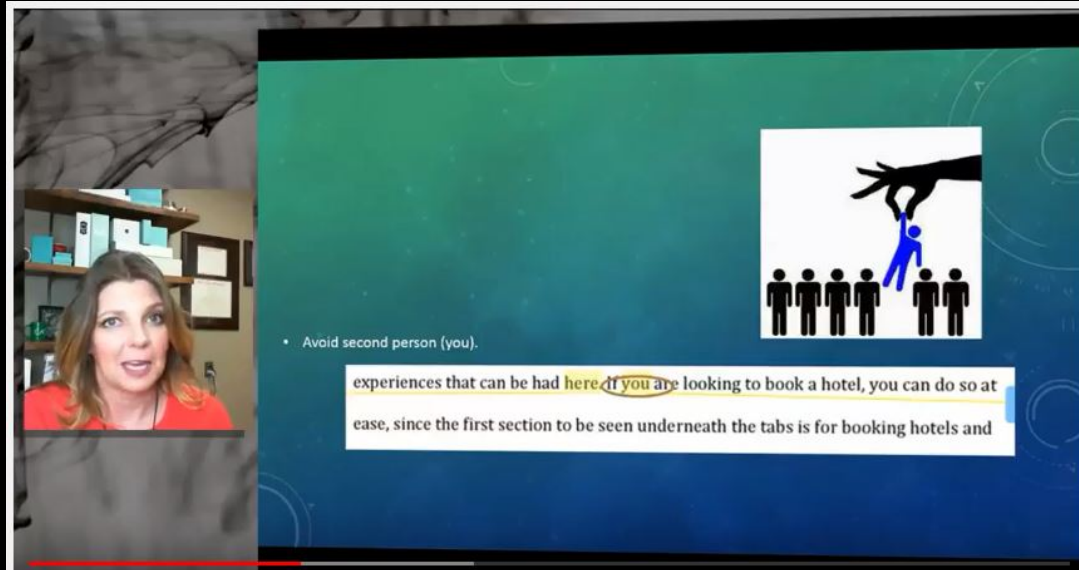 • Avoid second person (you).
experiences that can be had here. If you are looking to book a hotel, you can do so at
ease, since the first section to be seen underneath the tabs is for booking hotels and